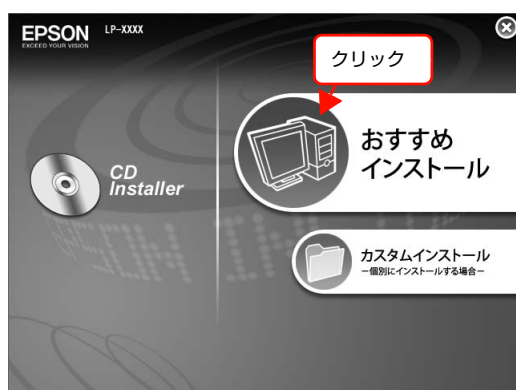 EPSON LP-XXXX
EXCEED YOUR VISION
クリック
おすすめ
インストール
CD
Installer
カスタムインストール
－個別にインストールする場合－